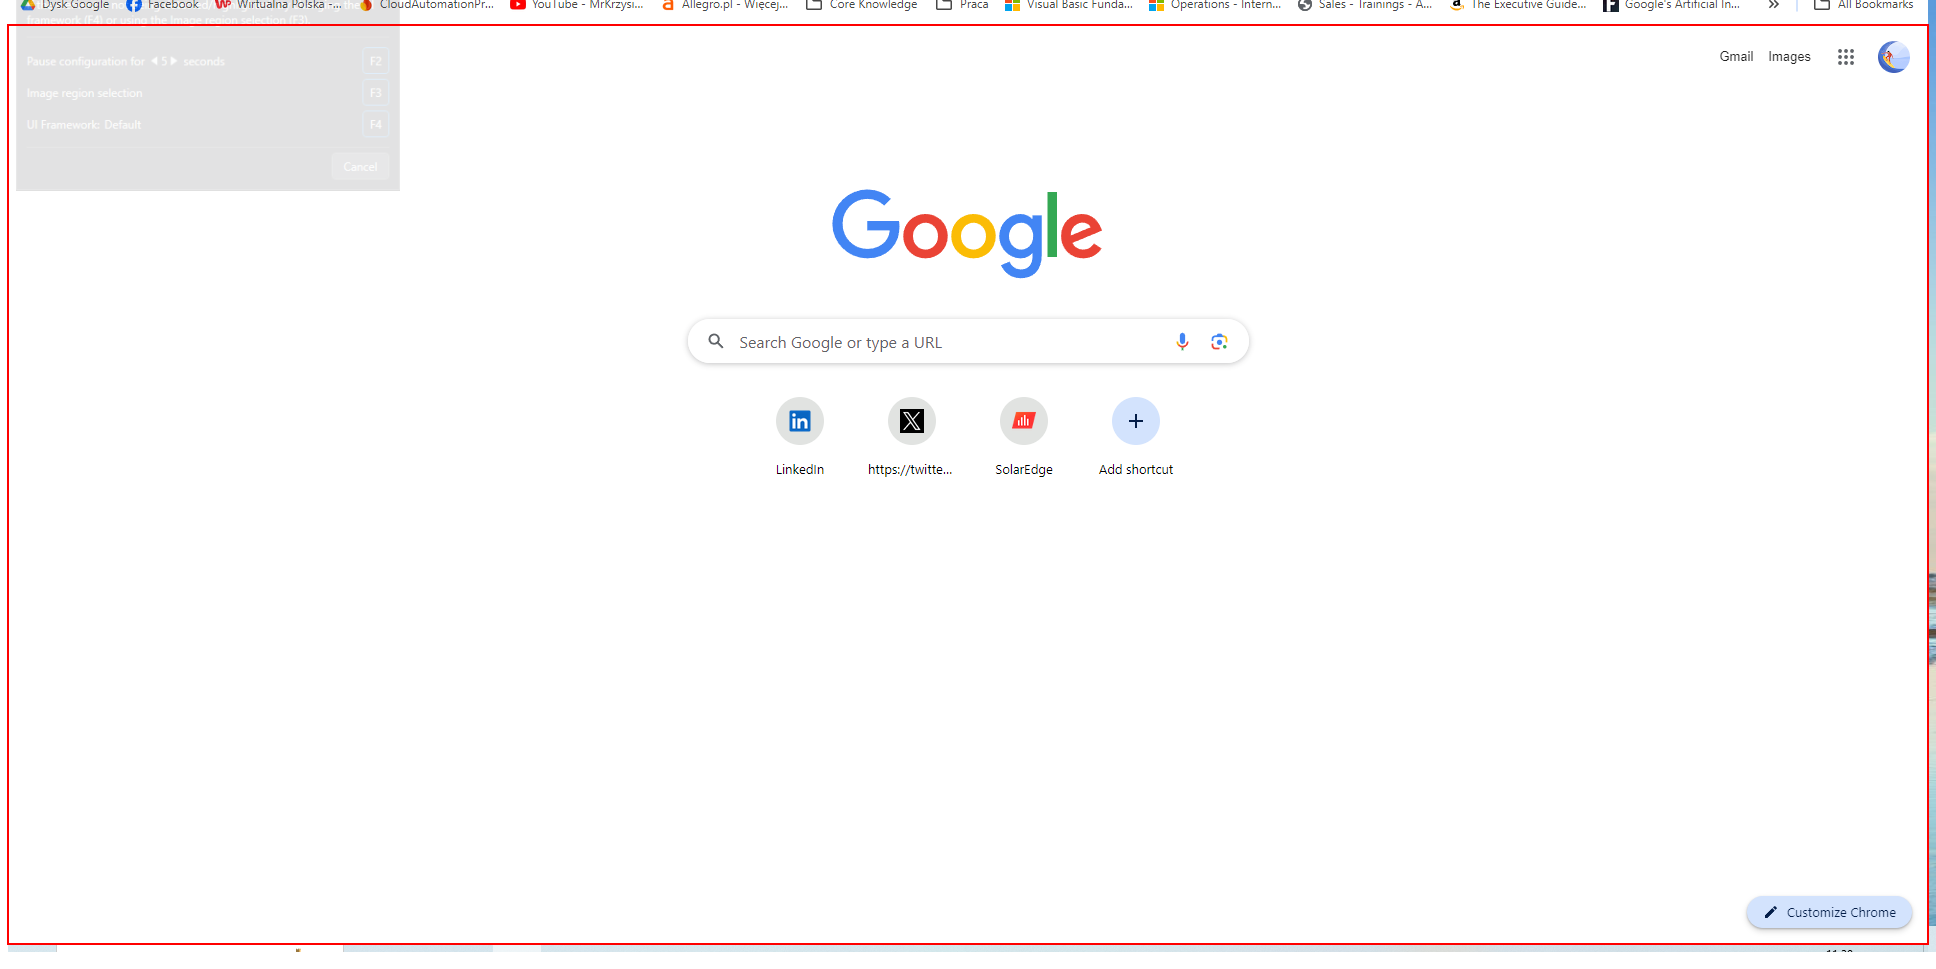 Dysk Google Facebook Wirtualna Polska -... CloudAutomationPr... YouTube - MrKrzysi... Allegro.pl - Więcej... Core Knowledge Praca Visual Basic Funda... Operations - Intern... Sales - Trainings - A... The Executive Guide... Google's Artificial In... All Bookmarks
framework (F4) or using the Image region selection (F3)
Pause configuration for 5 seconds F2
Image region selection F3
UI Framework: Default F4
Cancel
Gmail Images
Google
Search Google or type a URL
LinkedIn https://twitte... SolarEdge Add shortcut
Customize Chrome